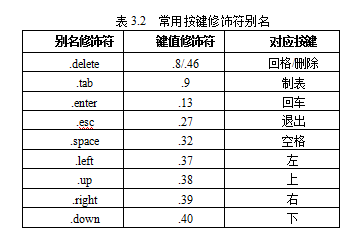 表 3.2 常用按键修饰符别名
别名修饰符 键值修饰符 对应按键
.delete .8/.46 回格/删除
.tab .9 制表
.enter .13 回车
.esc .27 退出
.space .32 空格
.left .37 左
.up .38 上
.right .39 右
.down .40 下